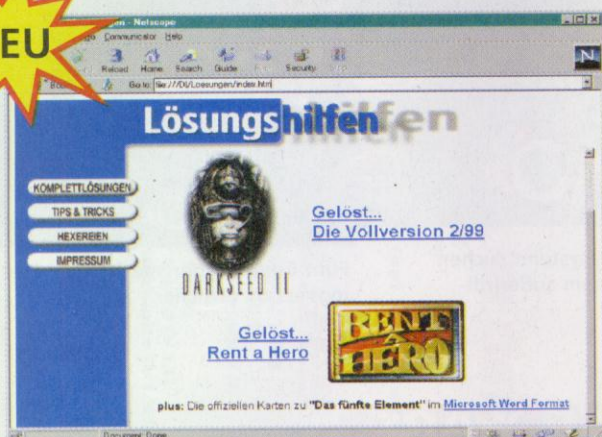 EU
Netscape
Communicator Help
Reload Home Search Guide Security
Go to: file:///D|/Loesungen/index.htm
N
Lösungshilfen
KOMPLETTLÖSUNGEN
TIPS & TRICKS
HEXEREIEN
IMPRESSUM
DARKSEED II
Gelöst...
Die Vollversion 2/99
Gelöst...
Rent a Hero
RENT A HERO
plus: Die offiziellen Karten zu "Das fünfte Element" im Microsoft Word Format
Document: Done